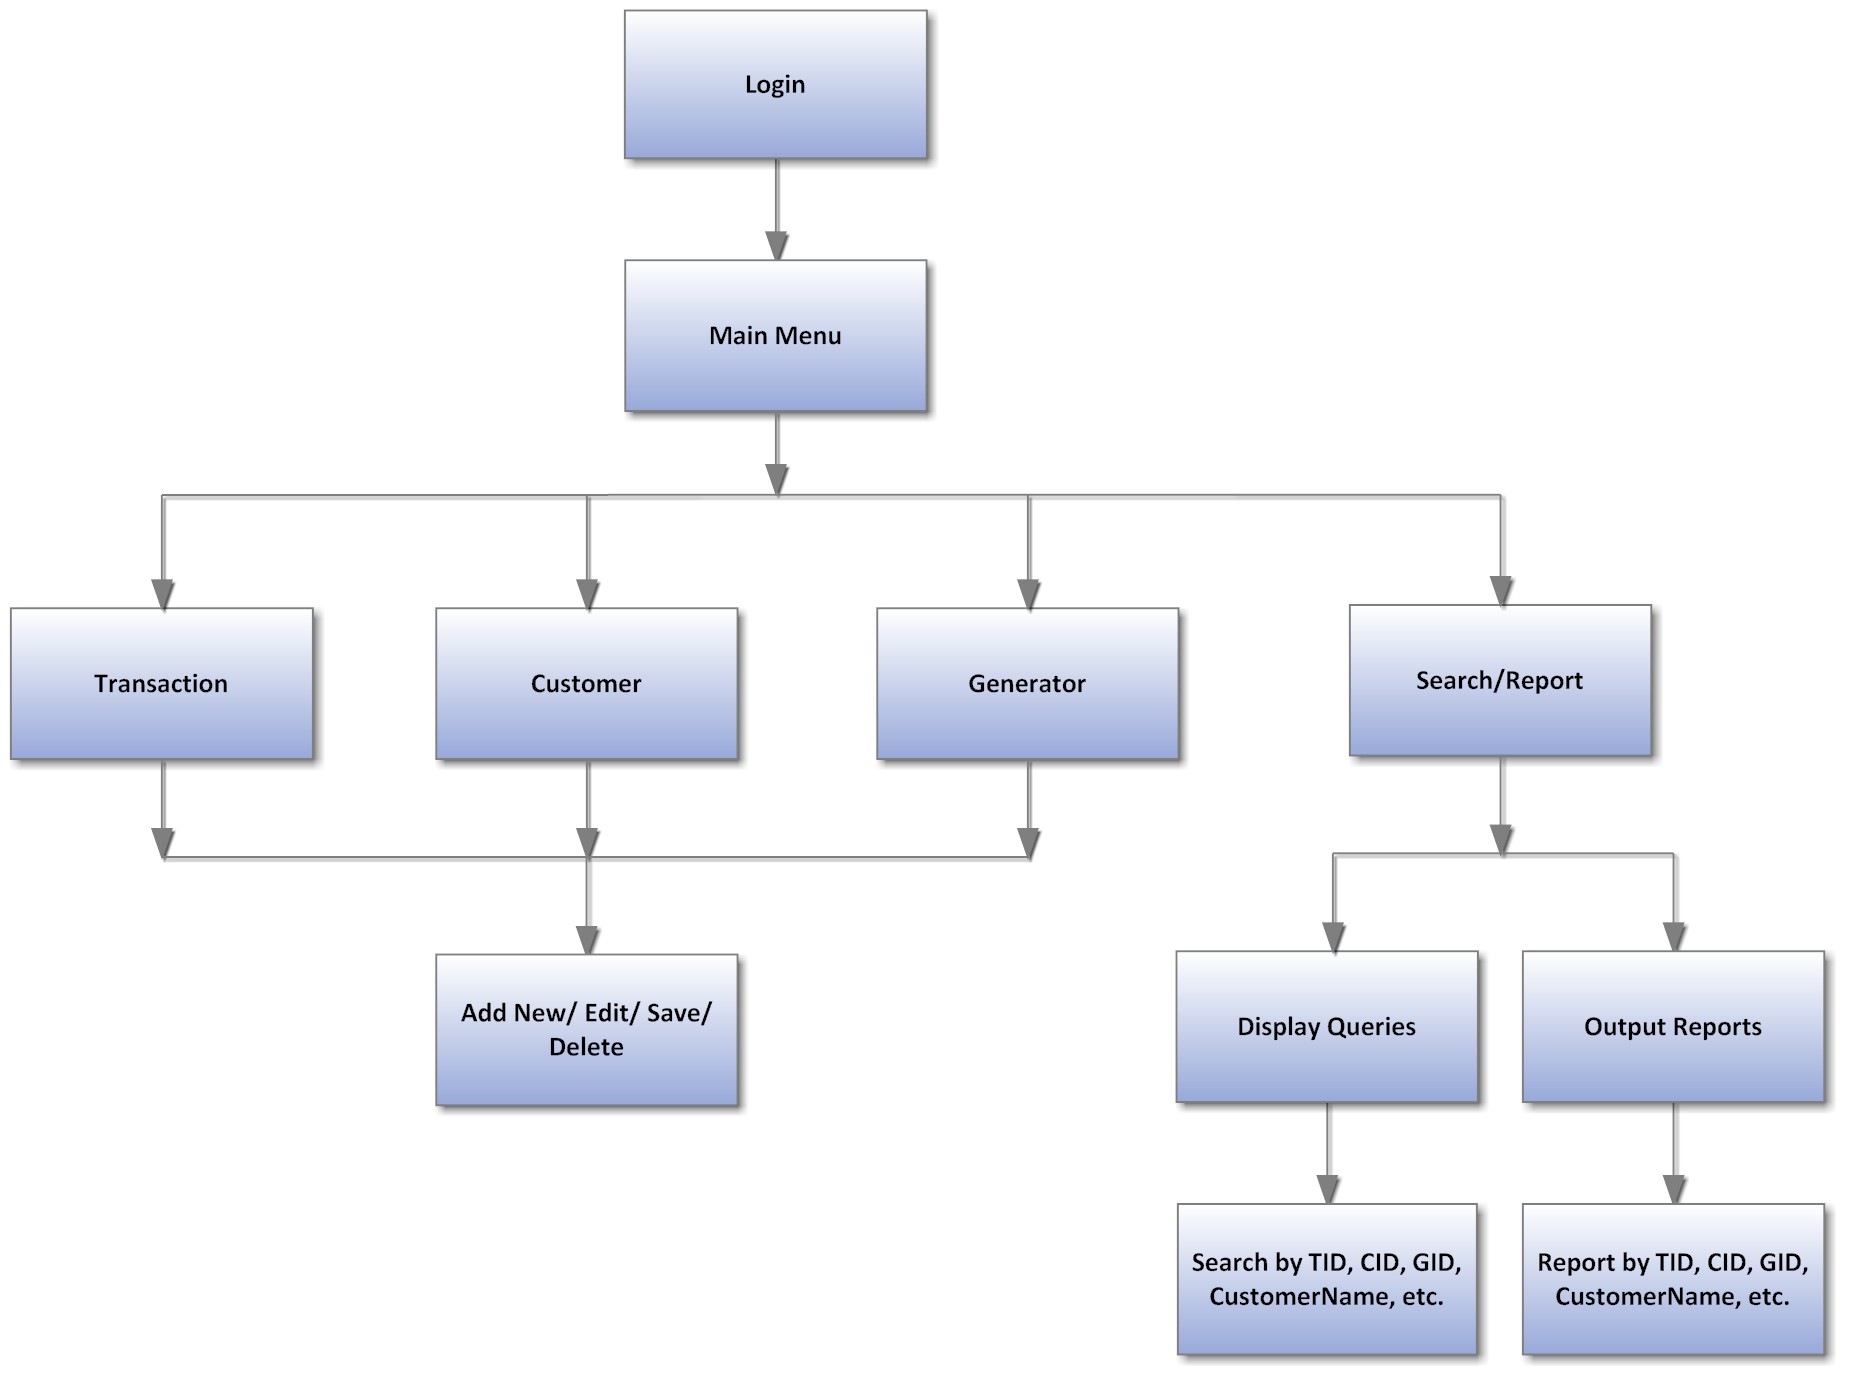 Login
Main Menu
Transaction
Customer
Generator
Search/Report
Add New/ Edit/ Save/
Delete
Display Queries
Output Reports
Search by TID, CID, GID,
CustomerName, etc.
Report by TID, CID, GID,
CustomerName, etc.